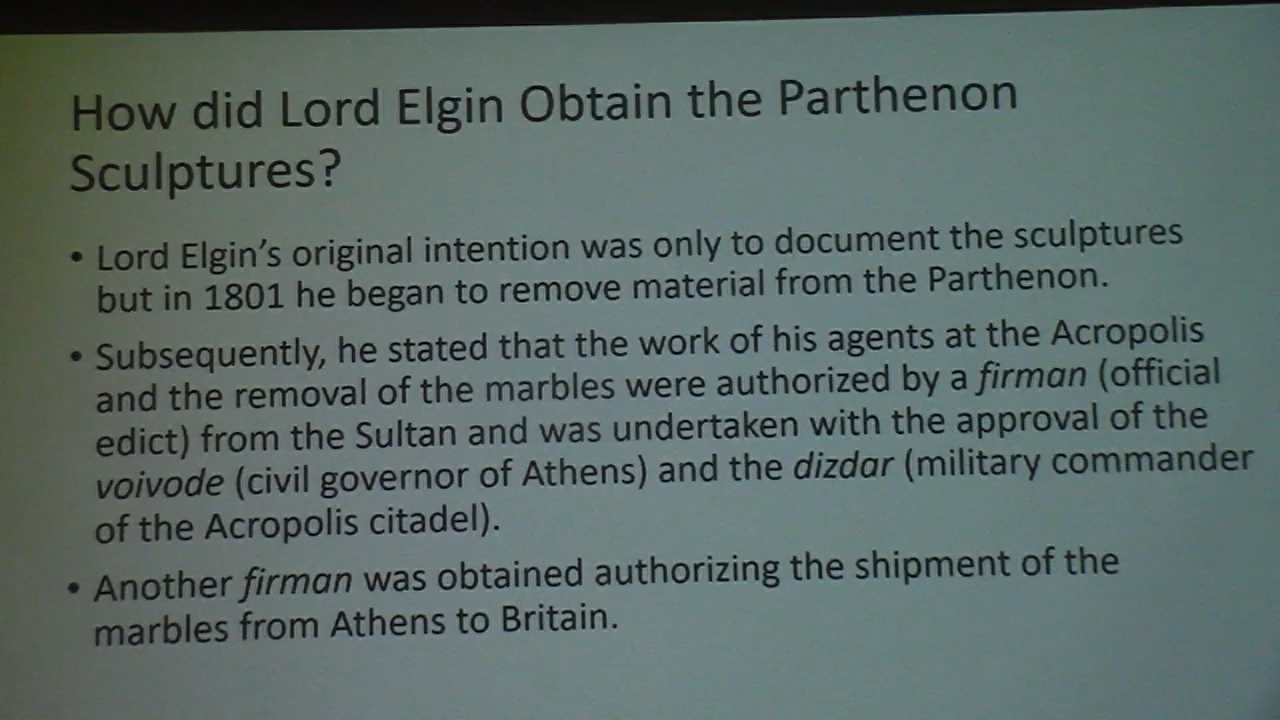 How did Lord Elgin Obtain the Parthenon
Sculptures?
• Lord Elgin's original intention was only to document the sculptures
but in 1801 he began to remove material from the Parthenon.
• Subsequently, he stated that the work of his agents at the Acropolis
and the removal of the marbles were authorized by a firman (official
edict) from the Sultan and was undertaken with the approval of the
voivode (civil governor of Athens) and the dizdar (military commander
of the Acropolis citadel).
• Another firman was obtained authorizing the shipment of the
marbles from Athens to Britain.